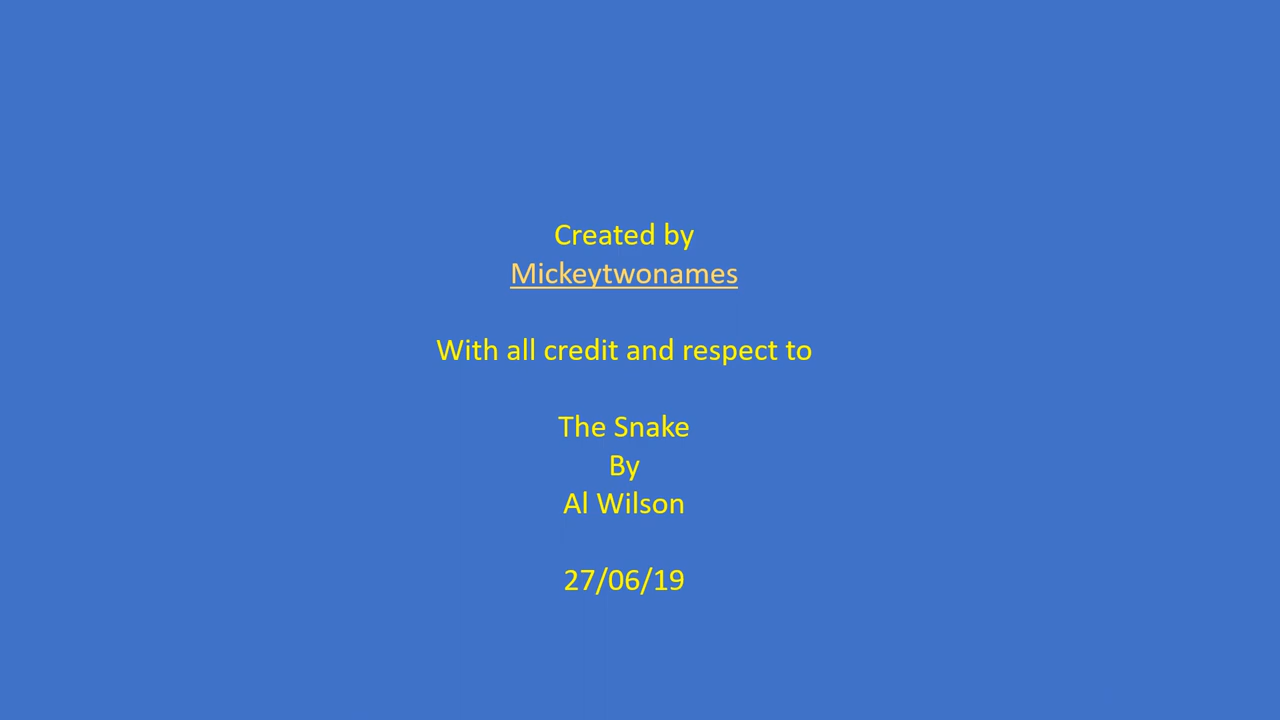 Created by
Mickeytwonames
With all credit and respect to
The Snake
By
Al Wilson
27/06/19